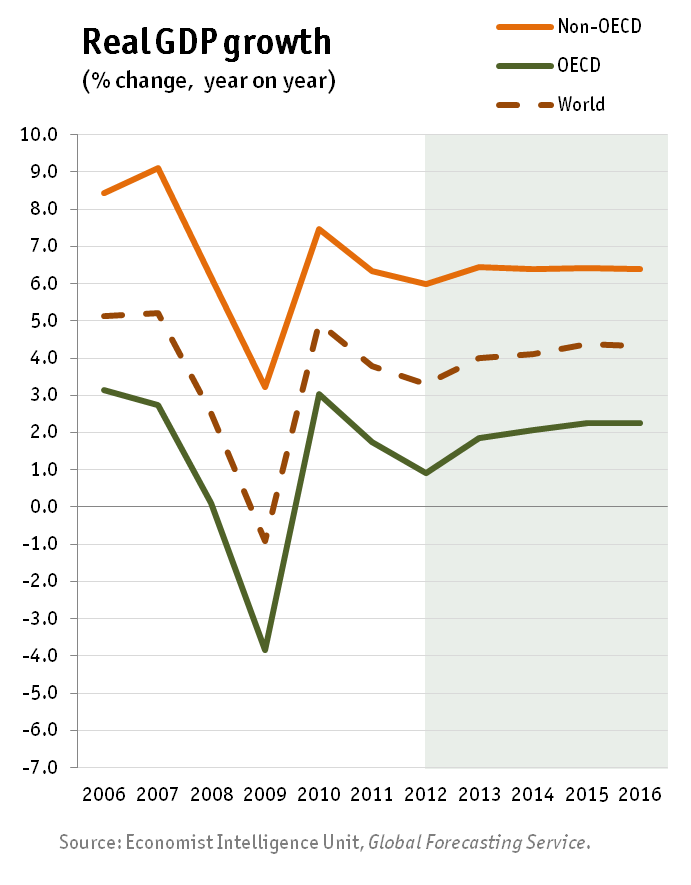 Real GDP growth
(% change, year on year)
Non-OECD
OECD
World
10.0
9.0
8.0
7.0
6.0
5.0
4.0
3.0
2.0
1.0
0.0
-1.0
-2.0
-3.0
-4.0
-5.0
-6.0
-7.0
2006 2007 2008 2009 2010 2011 2012 2013 2014 2015 2016
Source: Economist Intelligence Unit, Global Forecasting Service.